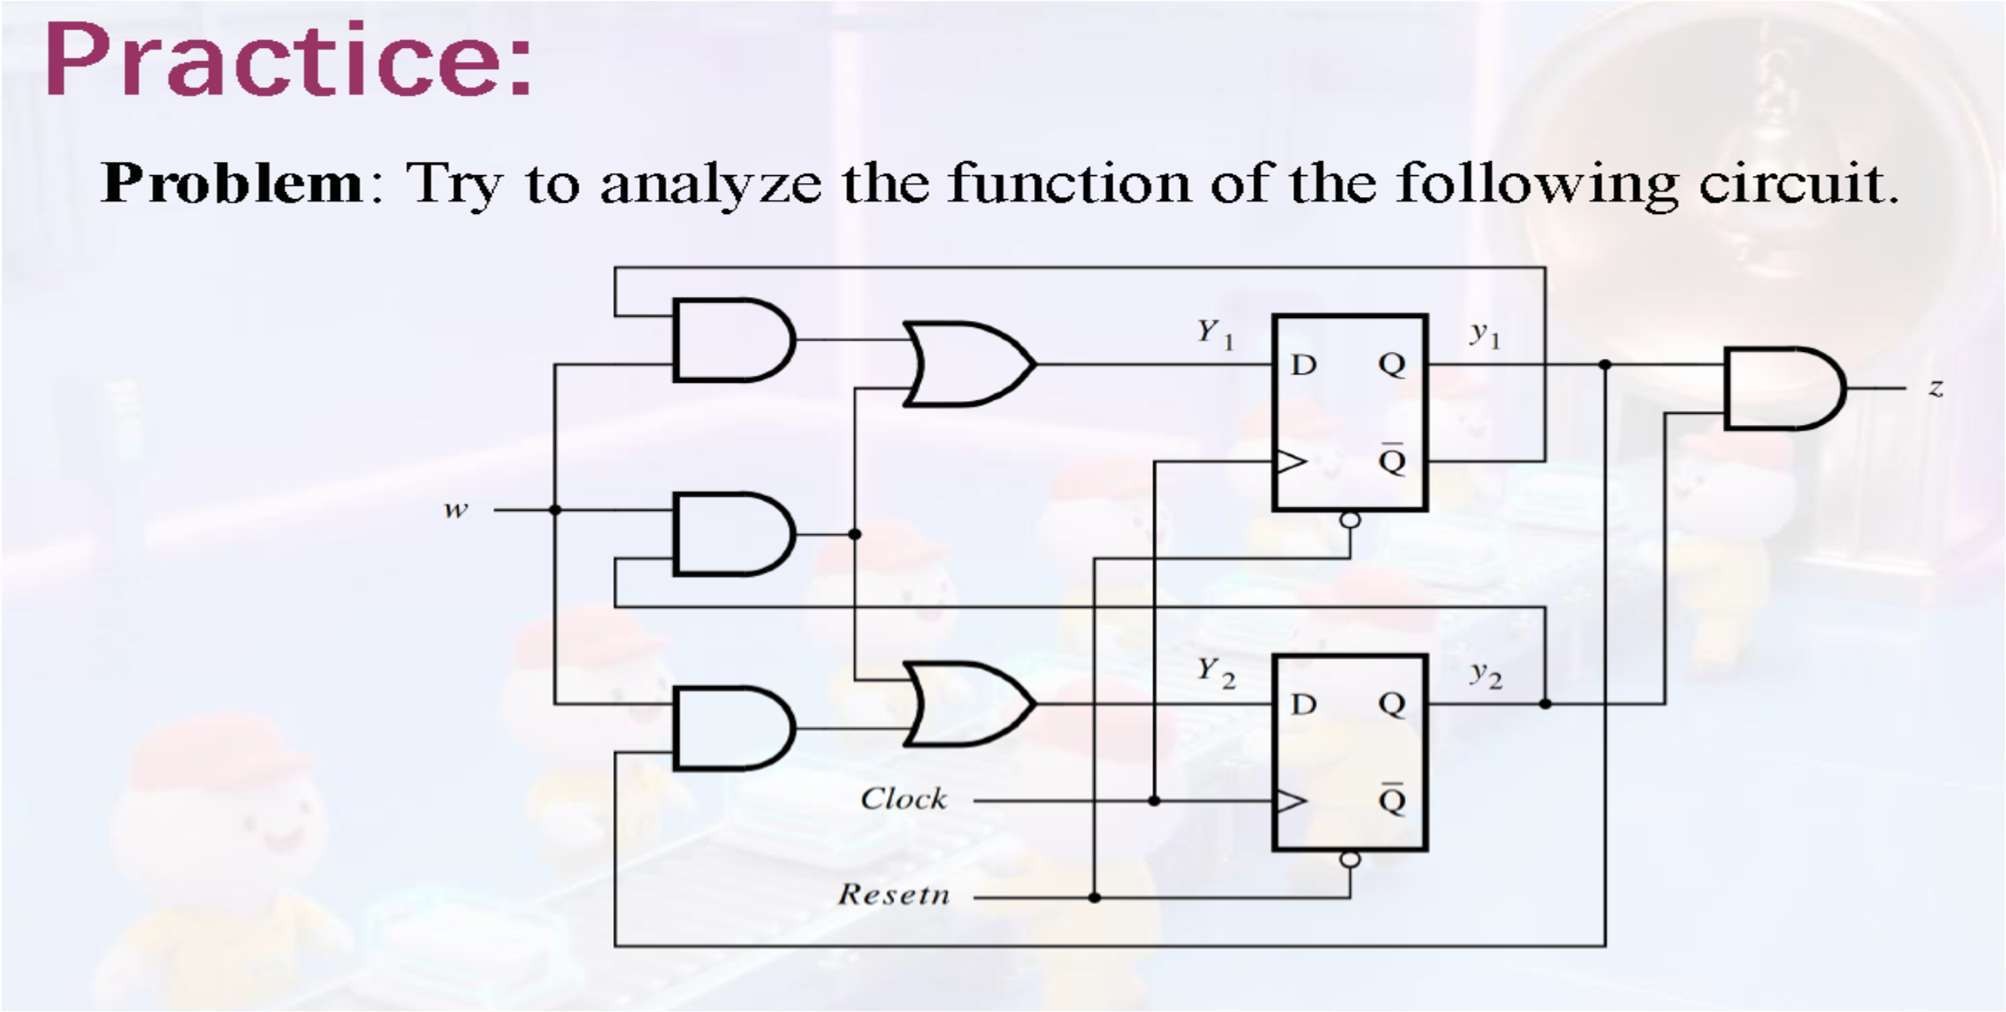 Practice:
Problem: Try to analyze the function of the following circuit.
Y1
y1
D Q
z
Q̅
w
Y2
y2
D Q
Clock
Q̅
Resetn